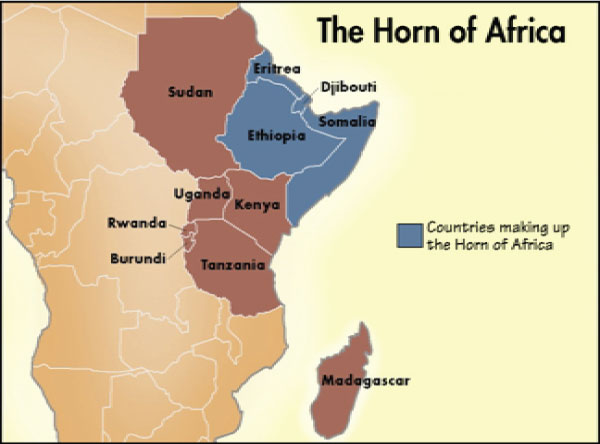 The Horn of Africa
Eritrea
Djibouti
Sudan
Somalia
Ethiopia
Uganda
Kenya
Rwanda
Countries making up
the Horn of Africa
Burundi
Tanzania
Madagascar